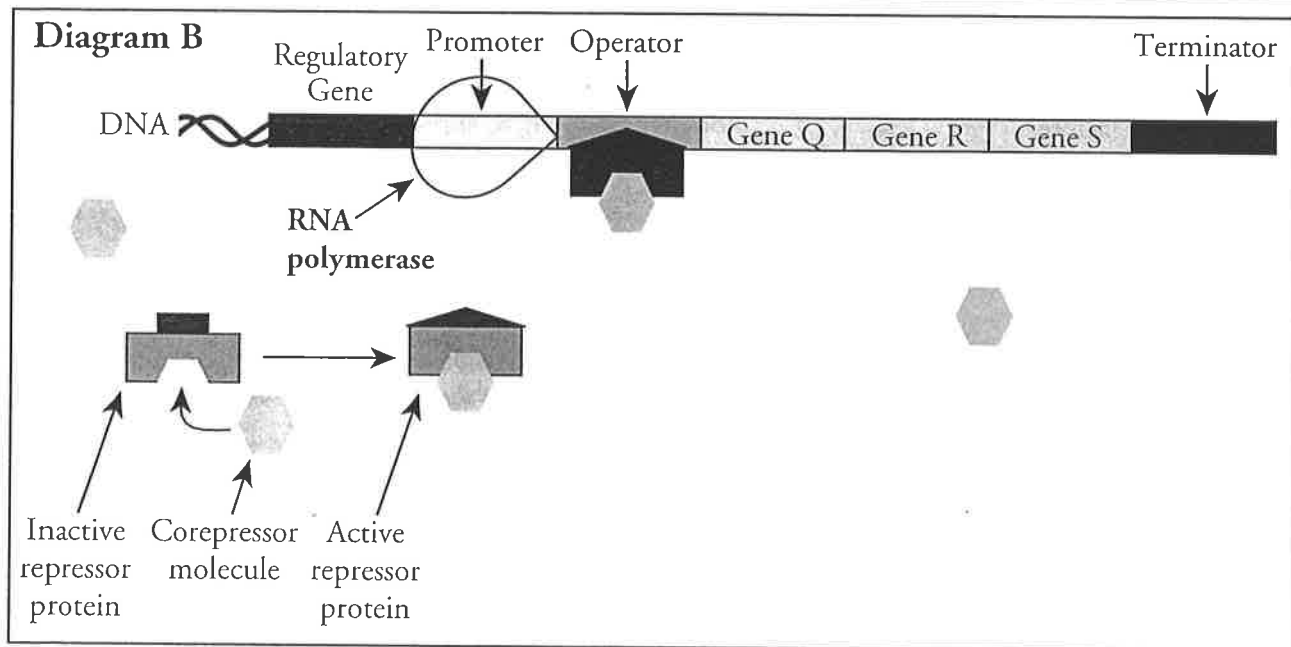 Diagram B
Regulatory
Gene
Promoter
Operator
Terminator
DNA
Gene Q
Gene R
Gene S
RNA
polymerase
Inactive
repressor
protein
Corepressor
molecule
Active
repressor
protein